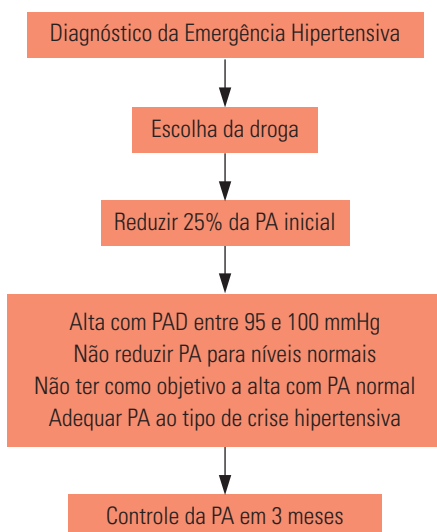 Diagnóstico da Emergência Hipertensiva
Escolha da droga
Reduzir 25% da PA inicial
Alta com PAD entre 95 e 100 mmHg
Não reduzir PA para níveis normais
Não ter como objetivo a alta com PA normal
Adequar PA ao tipo de crise hipertensiva
Controle da PA em 3 meses